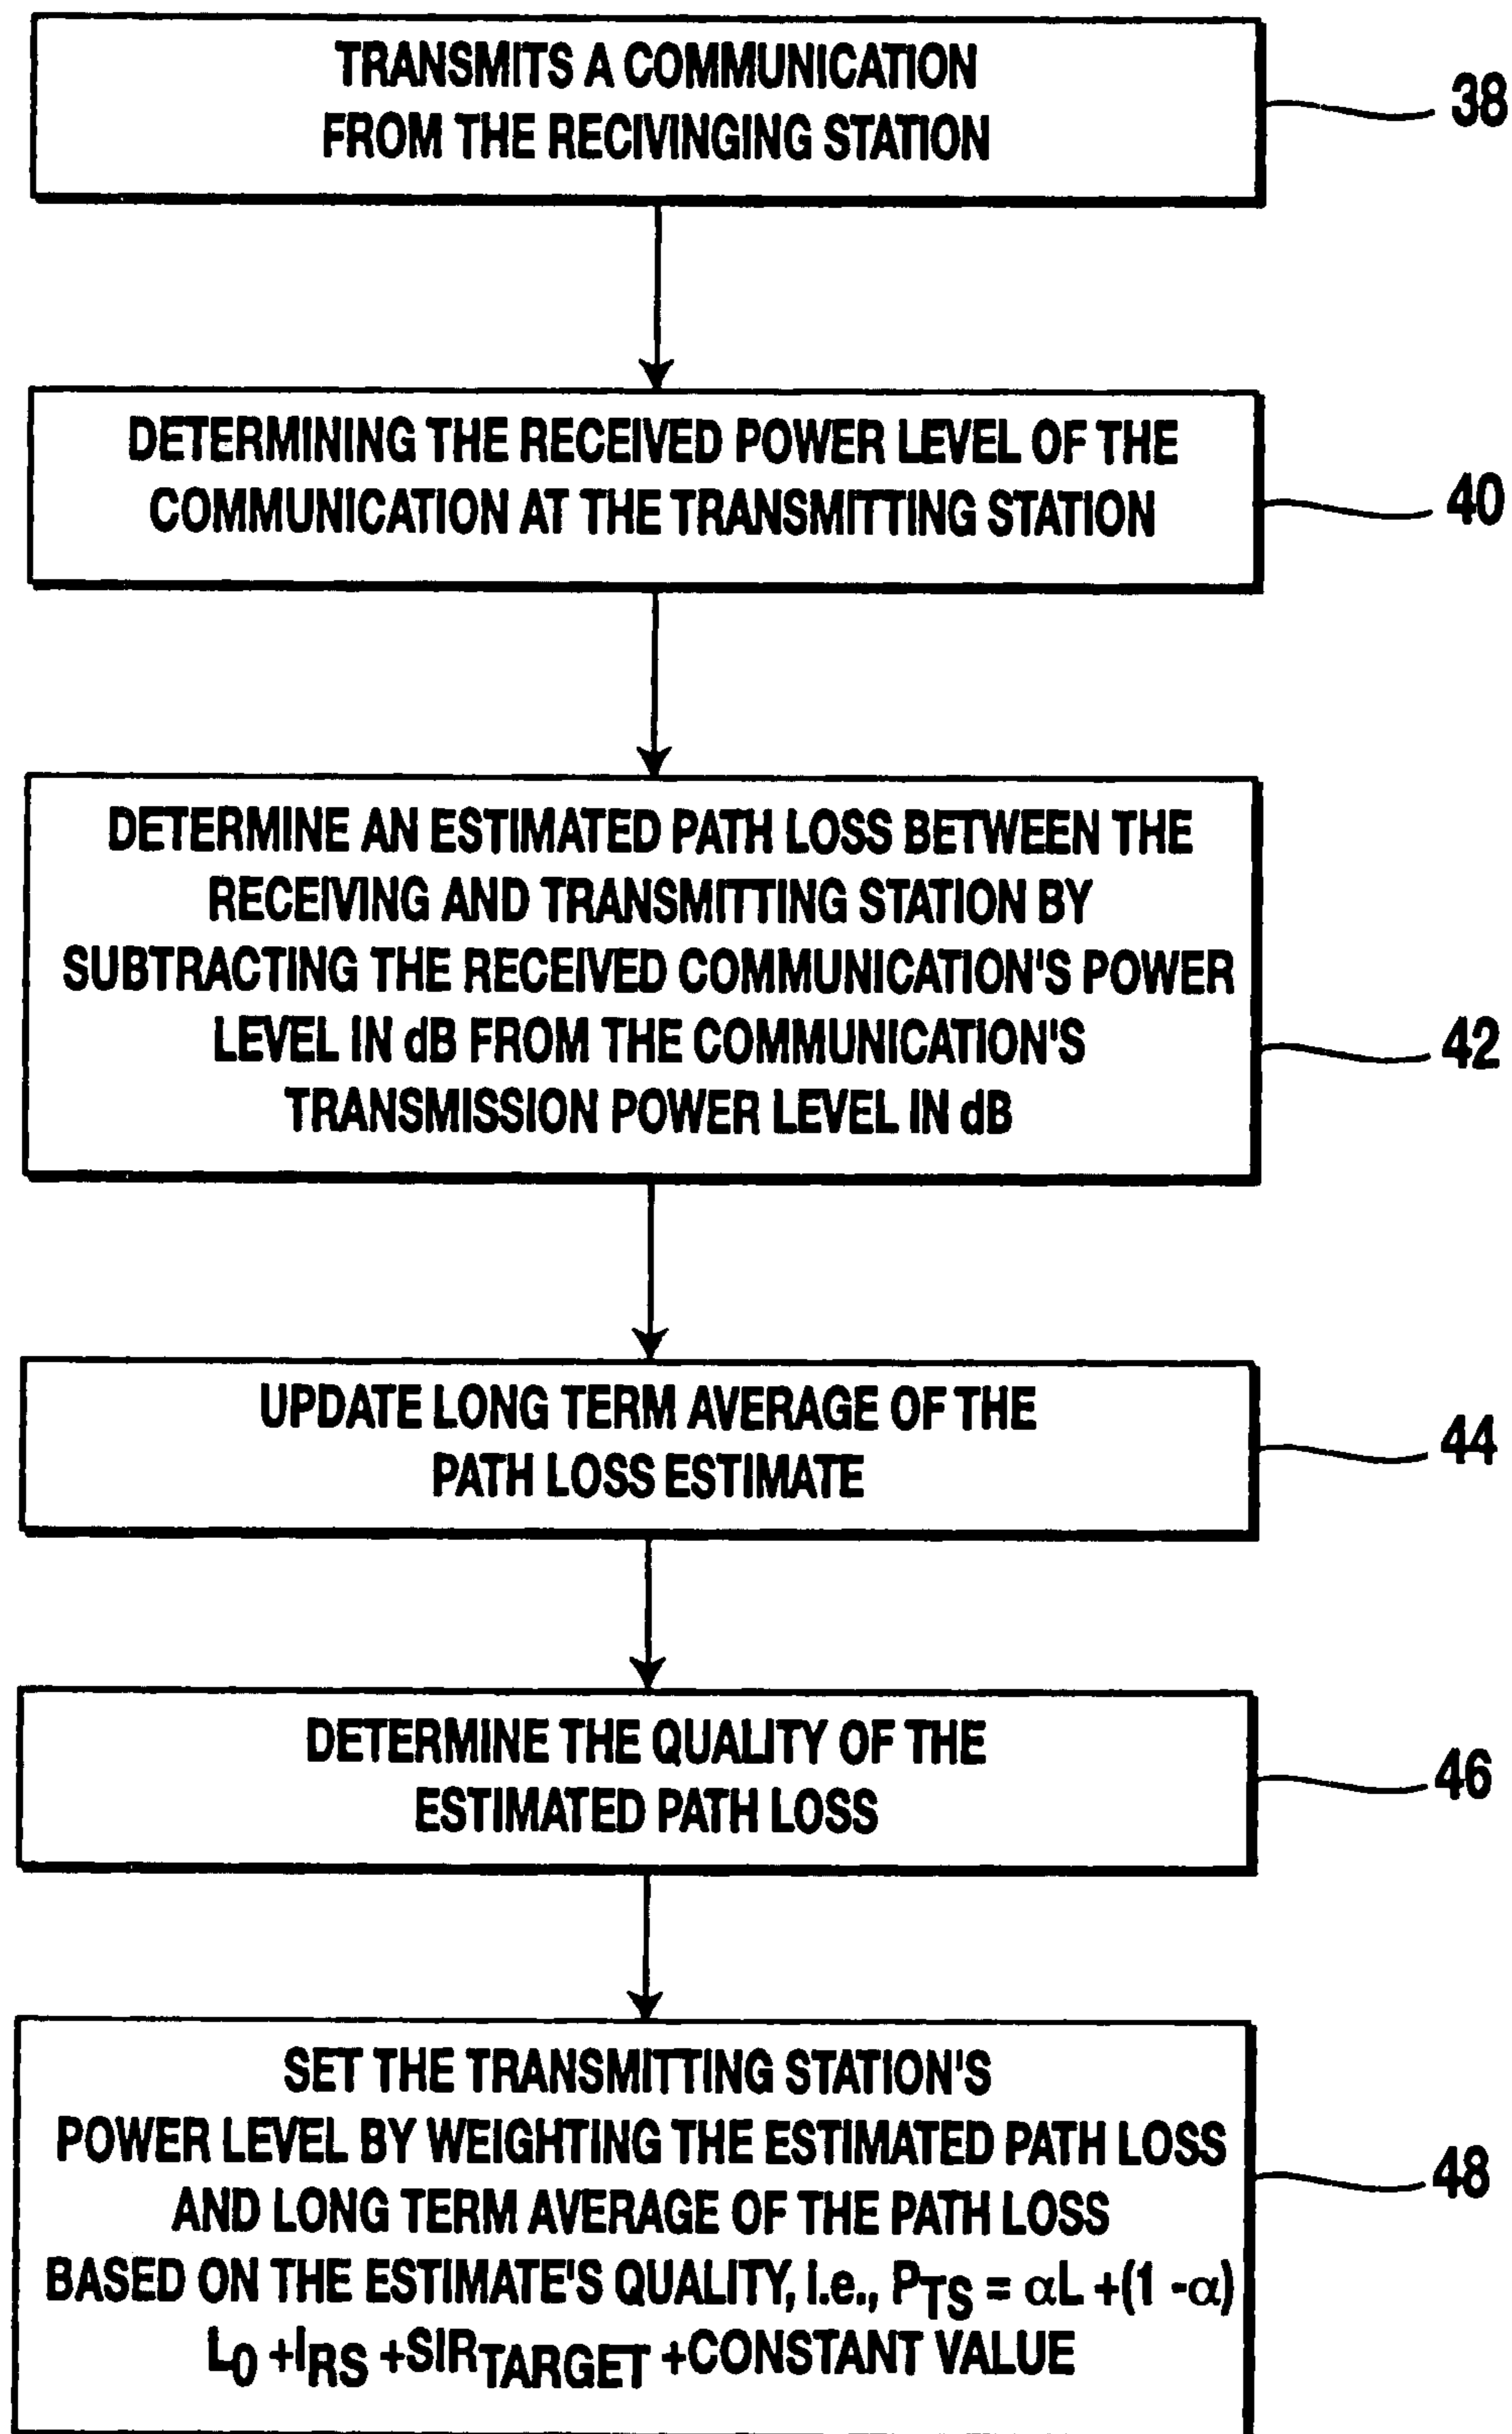 TRANSMITS A COMMUNICATION
FROM THE RECIVINGING STATION
38
DETERMINING THE RECEIVED POWER LEVEL OF THE
COMMUNICATION AT THE TRANSMITTING STATION
40
DETERMINE AN ESTIMATED PATH LOSS BETWEEN THE
RECEIVING AND TRANSMITTING STATION BY
SUBTRACTING THE RECEIVED COMMUNICATION'S POWER
LEVEL IN dB FROM THE COMMUNICATION'S
TRANSMISSION POWER LEVEL IN dB
42
UPDATE LONG TERM AVERAGE OF THE
PATH LOSS ESTIMATE
44
DETERMINE THE QUALITY OF THE
ESTIMATED PATH LOSS
46
SET THE TRANSMITTING STATION'S
POWER LEVEL BY WEIGHTING THE ESTIMATED PATH LOSS
AND LONG TERM AVERAGE OF THE PATH LOSS
BASED ON THE ESTIMATE'S QUALITY, i.e., PTS = αL +(1 -α)
L0 +IRS +SIRTARGET +CONSTANT VALUE
48